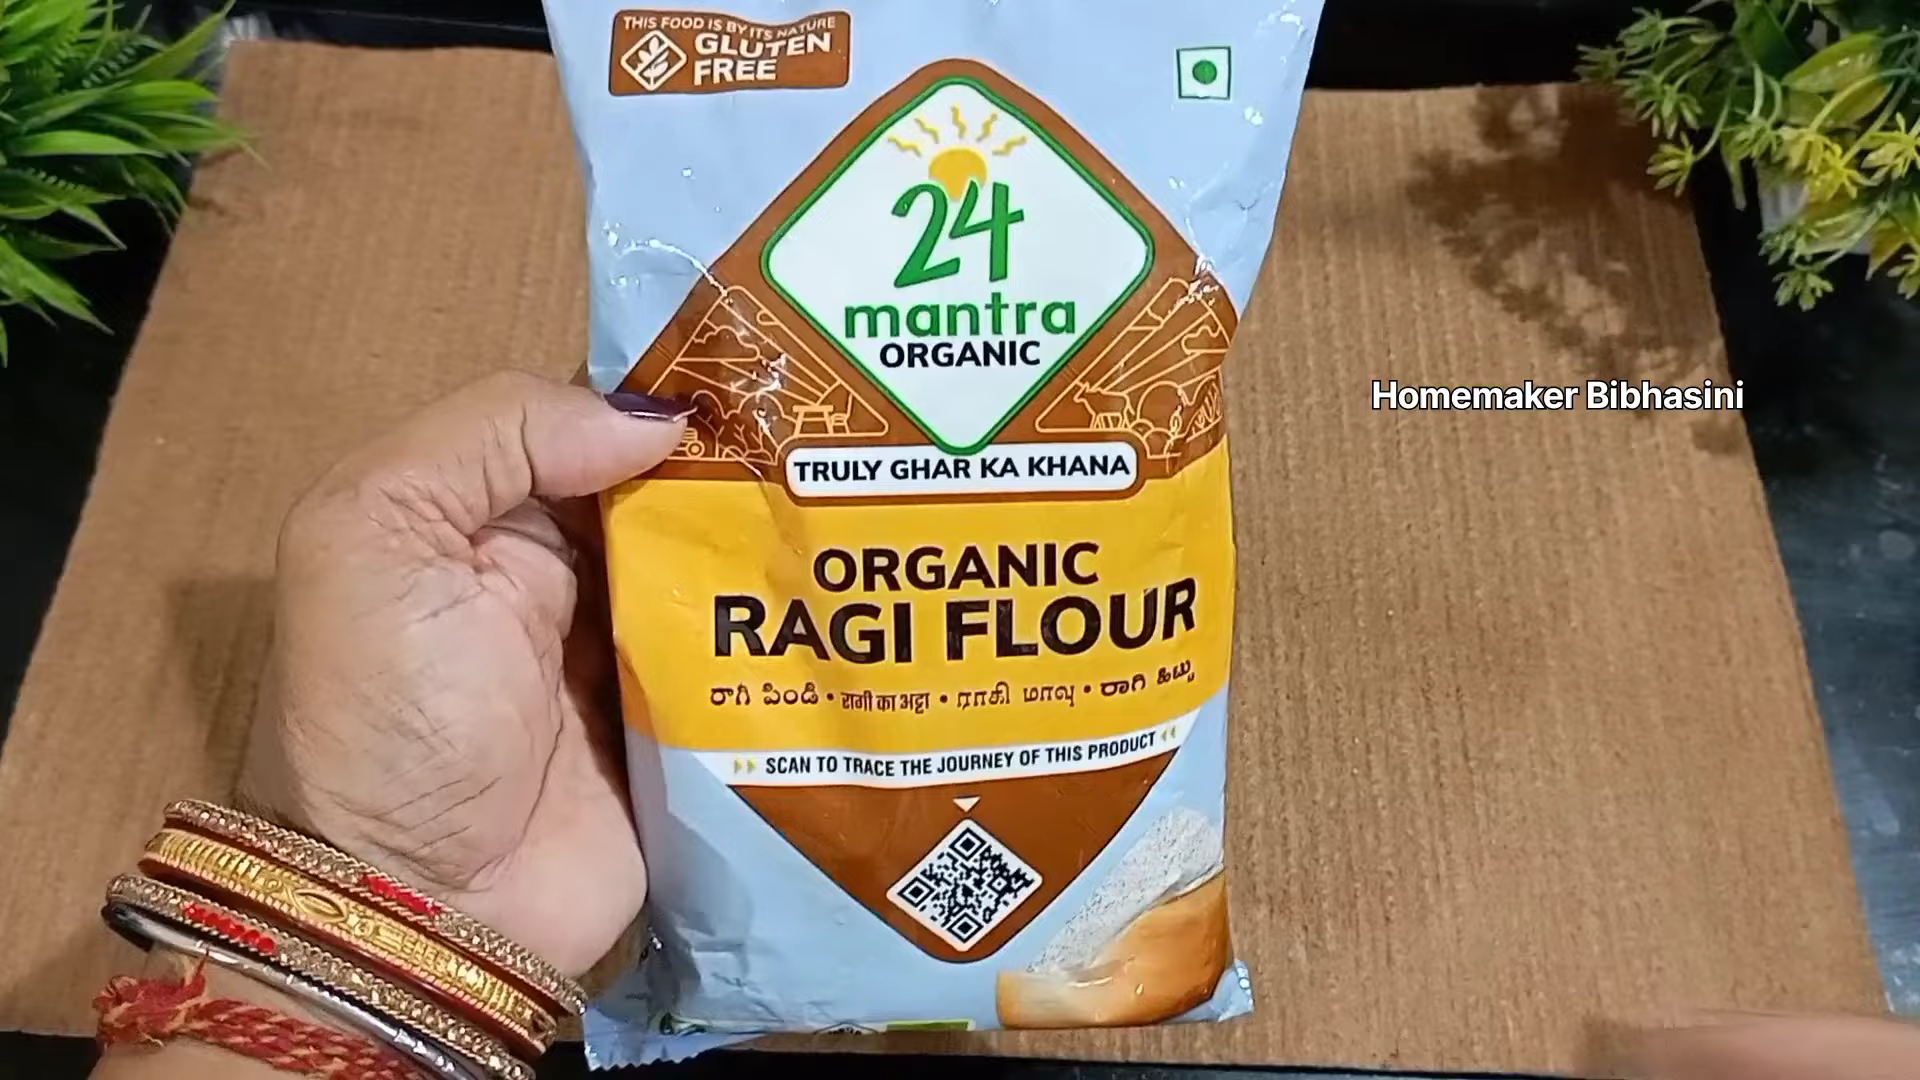 THIS FOOD IS BY ITS NATURE
GLUTEN
FREE
24
mantra
ORGANIC
Homemaker Bibhasini
TRULY GHAR KA KHANA
ORGANIC
RAGI FLOUR
రాగి పిండి • रागी का अट्टा • ராகி மாவு • ರಾಗಿ ಹಿಟ್ಟು
SCAN TO TRACE THE JOURNEY OF THIS PRODUCT